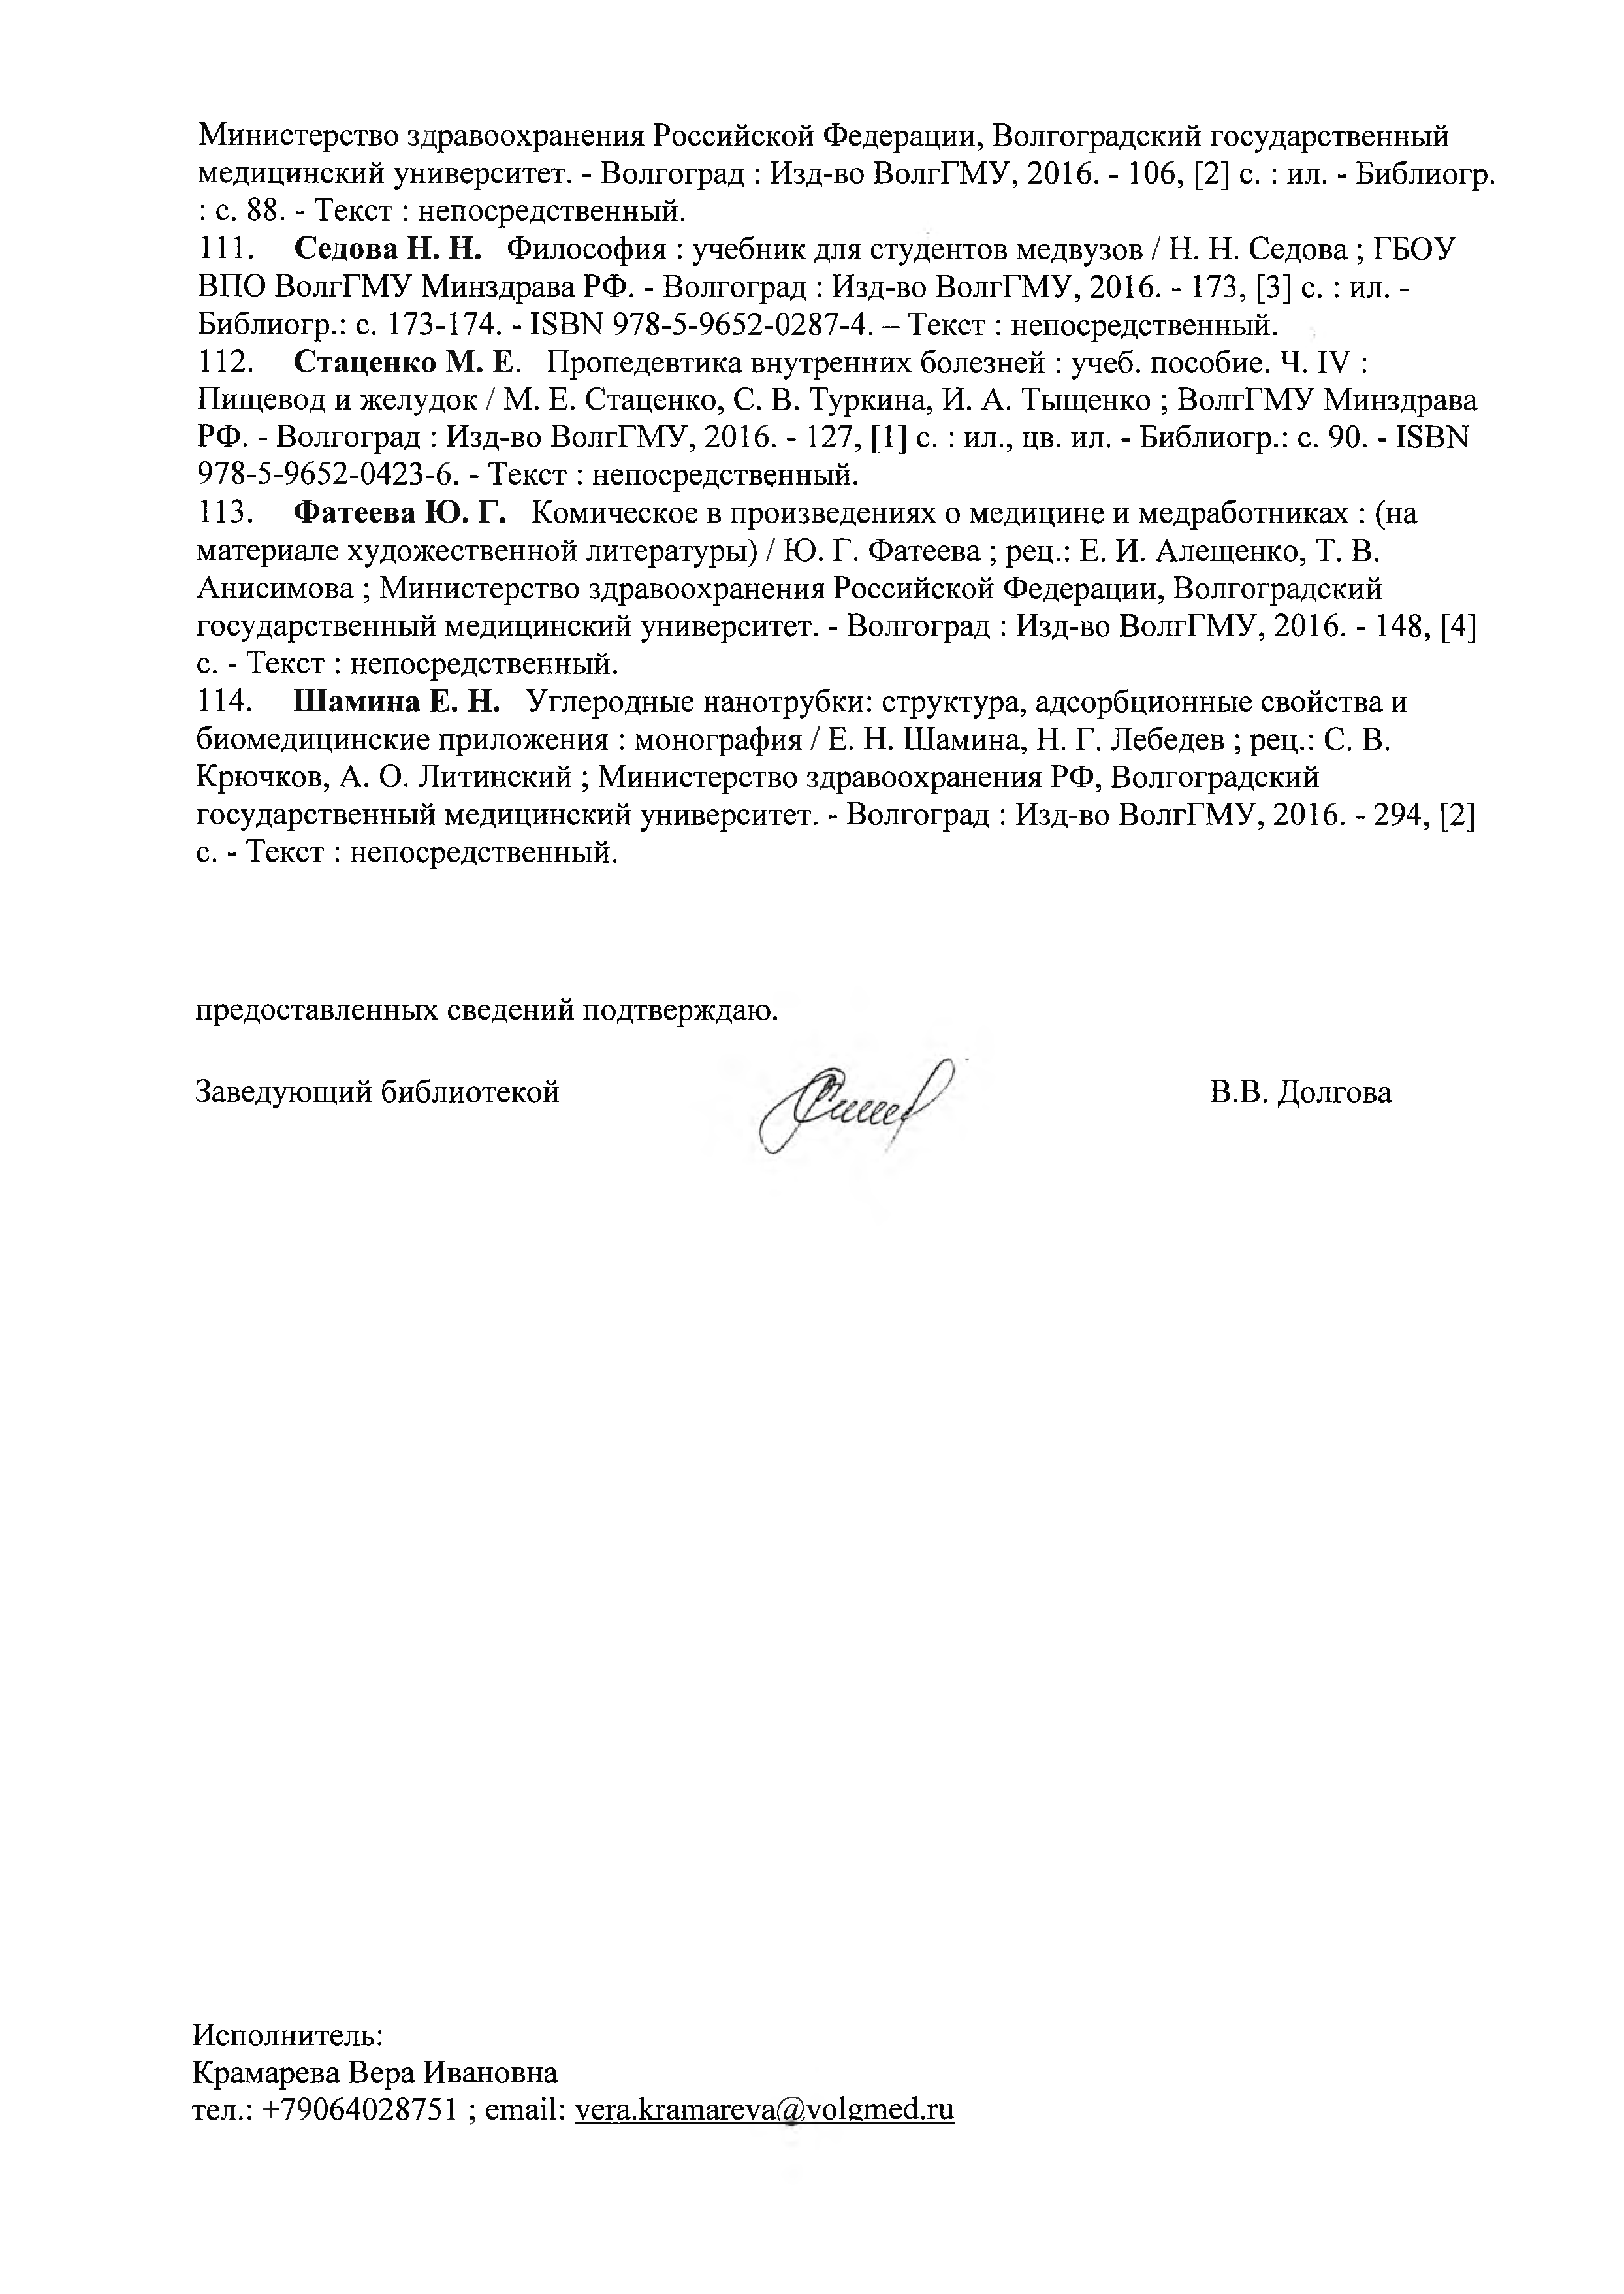 Министерство здравоохранения Российской Федерации, Волгоградский государственный
медицинский университет. - Волгоград : Изд-во ВолгГМУ, 2016. - 106, [2] с. : ил. - Библиогр.
: с. 88. - Текст : непосредственный.
111. Седова Н. Н. Философия : учебник для студентов медвузов / Н. Н. Седова ; ГБОУ
ВПО ВолгГМУ Минздрава РФ. - Волгоград : Изд-во ВолгГМУ, 2016. - 173, [3] с. : ил. -
Библиогр.: с. 173-174. - ISBN 978-5-9652-0287-4. – Текст : непосредственный.
112. Стаценко М. Е. Пропедевтика внутренних болезней : учеб. пособие. Ч. IV :
Пищевод и желудок / М. Е. Стаценко, С. В. Туркина, И. А. Тыщенко ; ВолгГМУ Минздрава
РФ. - Волгоград : Изд-во ВолгГМУ, 2016. - 127, [1] с. : ил., цв. ил. - Библиогр.: с. 90. - ISBN
978-5-9652-0423-6. - Текст : непосредственный.
113. Фатеева Ю. Г. Комическое в произведениях о медицине и медработниках : (на
материале художественной литературы) / Ю. Г. Фатеева ; рец.: Е. И. Алещенко, Т. В.
Анисимова ; Министерство здравоохранения Российской Федерации, Волгоградский
государственный медицинский университет. - Волгоград : Изд-во ВолгГМУ, 2016. - 148, [4]
с. - Текст : непосредственный.
114. Шамина Е. Н. Углеродные нанотрубки: структура, адсорбционные свойства и
биомедицинские приложения : монография / Е. Н. Шамина, Н. Г. Лебедев ; рец.: С. В.
Крючков, А. О. Литинский ; Министерство здравоохранения РФ, Волгоградский
государственный медицинский университет. - Волгоград : Изд-во ВолгГМУ, 2016. - 294, [2]
с. - Текст : непосредственный.
предоставленных сведений подтверждаю.
Заведующий библиотекой В.В. Долгова
Исполнитель:
Крамарева Вера Ивановна
тел.: +79064028751 ; email: vera.kramareva@volgmed.ru